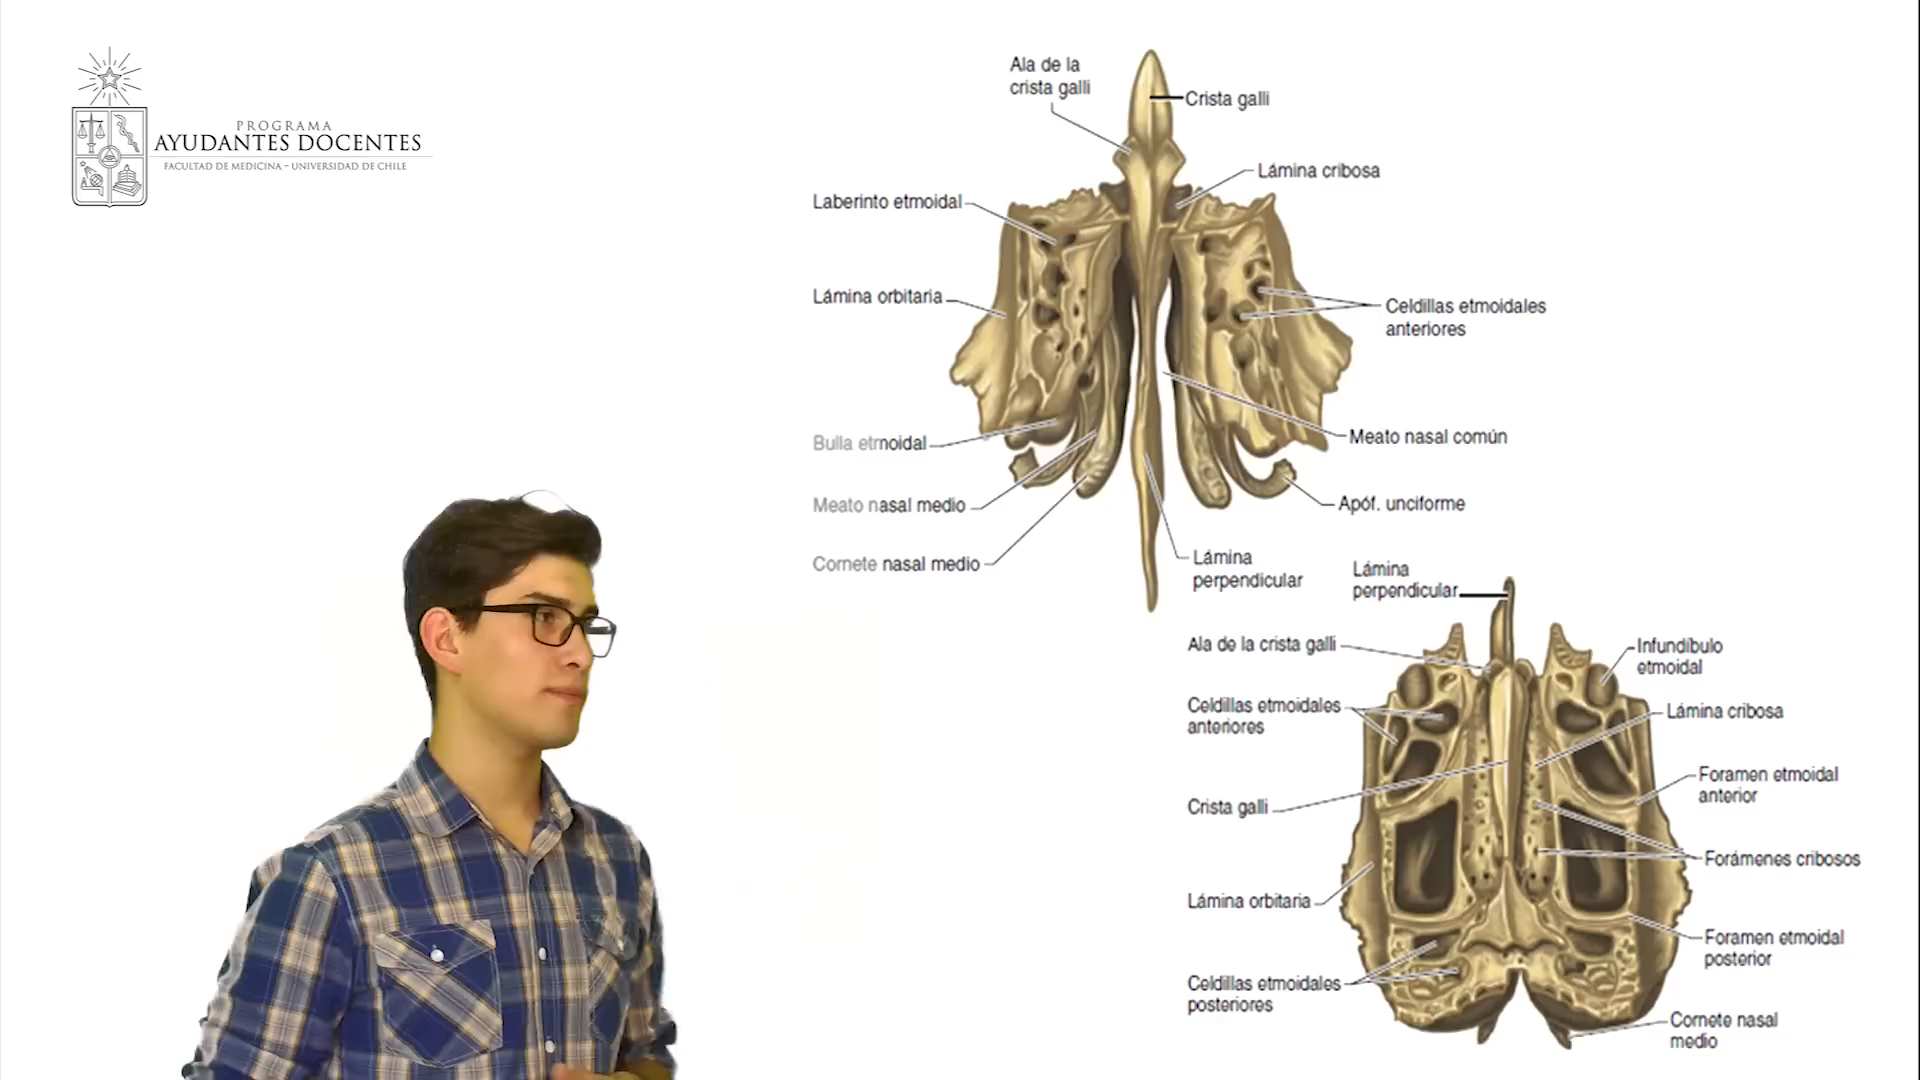 PROGRAMA
AYUDANTES DOCENTES
FACULTAD DE MEDICINA – UNIVERSIDAD DE CHILE
Ala de la
crista galli
Crista galli
Lámina cribosa
Laberinto etmoidal
Lámina orbitaria
Celdillas etmoidales
anteriores
Bulla etmoidal
Meato nasal común
Meato nasal medio
Apóf. unciforme
Cornete nasal medio
Lámina
perpendicular
Lámina
perpendicular
Ala de la crista galli
Infundíbulo
etmoidal
Celdillas etmoidales
anteriores
Lámina cribosa
Foramen etmoidal
anterior
Crista galli
Forámenes cribosos
Lámina orbitaria
Foramen etmoidal
posterior
Celdillas etmoidales
posteriores
Cornete nasal
medio